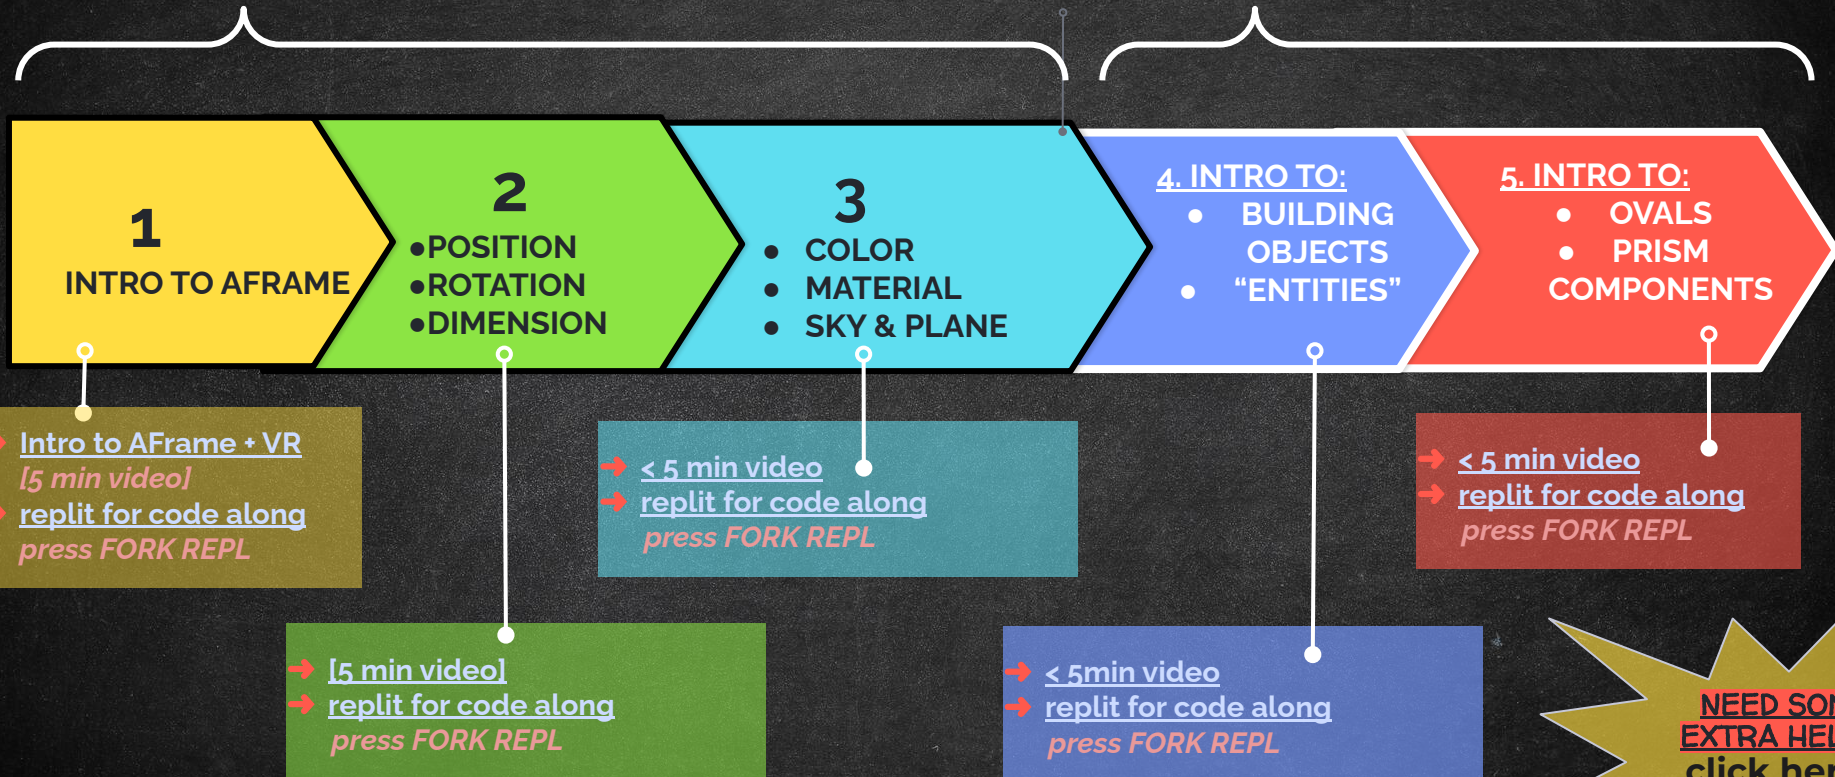 1
INTRO TO AFRAME
2
●POSITION
●ROTATION
●DIMENSION
3
● COLOR
● MATERIAL
● SKY & PLANE
4. INTRO TO:
● BUILDING
OBJECTS
● “ENTITIES”
5. INTRO TO:
● OVALS
● PRISM
COMPONENTS
Intro to AFrame + VR
[5 min video]
replit for code along
press FORK REPL
➔ [5 min video]
➔ replit for code along
press FORK REPL
➔ < 5 min video
➔ replit for code along
press FORK REPL
➔ < 5min video
➔ replit for code along
press FORK REPL
➔ < 5 min video
➔ replit for code along
press FORK REPL
NEED
EXTRA
click